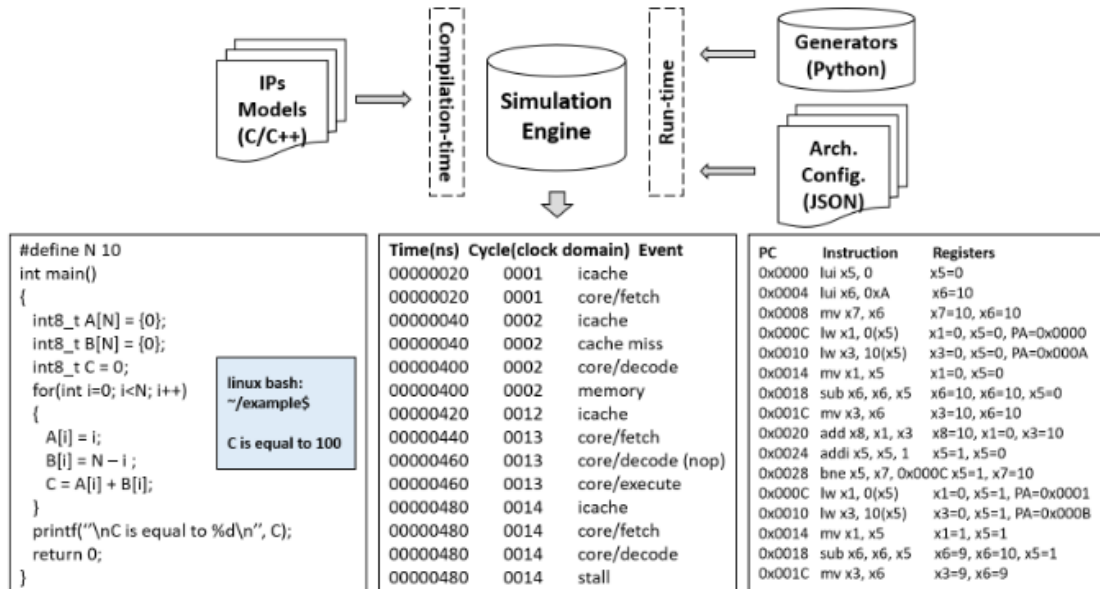 IPs
Models
(C/C++)
Compilation-time
Simulation
Engine
Run-time
Generators
(Python)
Arch.
Config.
(JSON)
#define N 10
int main()
{
int8_t A[N] = {0};
int8_t B[N] = {0};
int8_t C = 0;
for(int i=0; i<N; i++)
{
A[i] = i;
B[i] = N – i ;
C = A[i] + B[i];
}
printf("\nC is equal to %d\n", C);
return 0;
}
linux bash:
~/example$
C is equal to 100
Time(ns) Cycle(clock domain) Event
00000020 0001 icache
00000020 0001 core/fetch
00000040 0002 icache
00000040 0002 cache miss
00000400 0002 core/decode
00000400 0002 memory
00000420 0012 icache
00000440 0013 core/fetch
00000460 0013 core/decode (nop)
00000460 0013 core/execute
00000480 0014 icache
00000480 0014 core/fetch
00000480 0014 core/decode
00000480 0014 stall
PC Instruction Registers
0x0000 lui x5, 0 x5=0
0x0004 lui x6, 0xA x6=10
0x0008 mv x7, x6 x7=10, x6=10
0x000C lw x1, 0(x5) x1=0, x5=0, PA=0x0000
0x0010 lw x3, 10(x5) x3=0, x5=0, PA=0x000A
0x0014 mv x1, x5 x1=0, x5=0
0x0018 sub x6, x6, x5 x6=10, x6=10, x5=0
0x001C mv x3, x6 x3=10, x6=10
0x0020 add x8, x1, x3 x8=10, x1=0, x3=10
0x0024 addi x5, x5, 1 x5=1, x5=0
0x0028 bne x5, x7, 0x000C x5=1, x7=10
0x000C lw x1, 0(x5) x1=0, x5=1, PA=0x0001
0x0010 lw x3, 10(x5) x3=0, x5=1, PA=0x000B
0x0014 mv x1, x5 x1=1, x5=1
0x0018 sub x6, x6, x5 x6=9, x6=10, x5=1
0x001C mv x3, x6 x3=9, x6=9